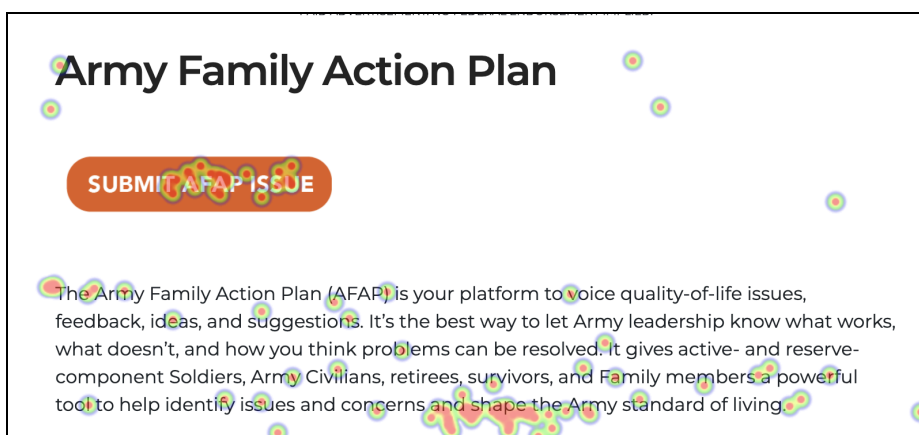 Army Family Action Plan
SUBMIT AFAP ISSUE
The Army Family Action Plan (AFAP) is your platform to voice quality-of-life issues,
feedback, ideas, and suggestions. It’s the best way to let Army leadership know what works,
what doesn’t, and how you think problems can be resolved. It gives active- and reserve-
component Soldiers, Army Civilians, retirees, survivors, and Family members a powerful
tool to help identify issues and concerns and shape the Army standard of living.